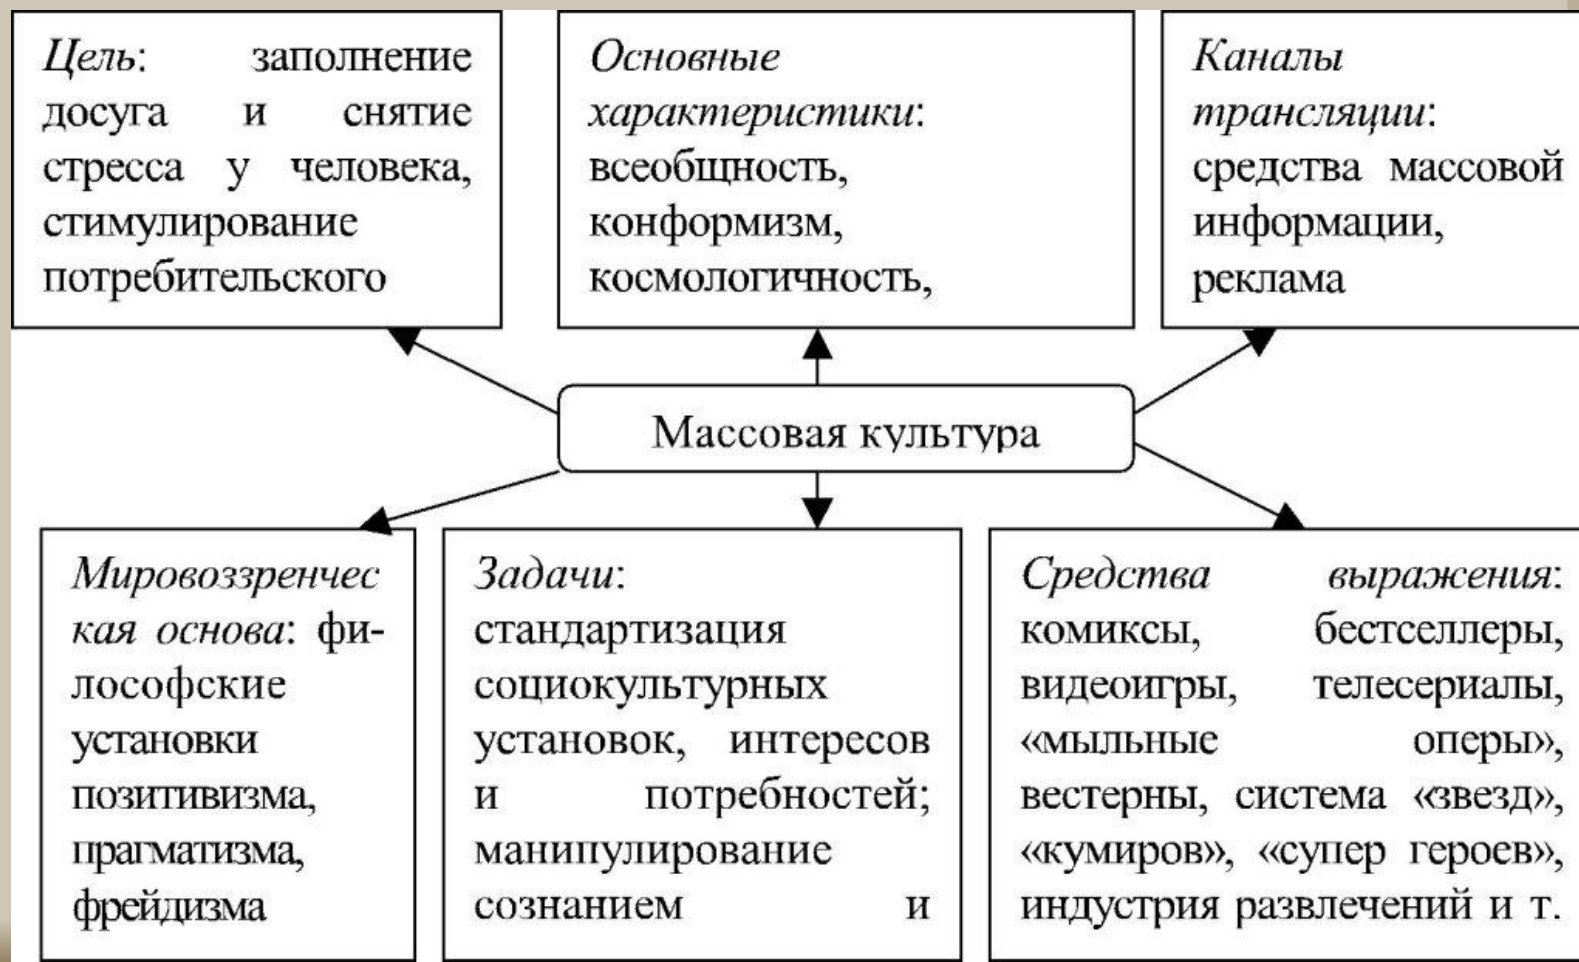 Цель: заполнение
досуга и снятие
стресса у человека,
стимулирование
потребительского
Основные
характеристики:
всеобщность,
конформизм,
космологичность,
Каналы
трансляции:
средства массовой
информации,
реклама
Массовая культура
Мировоззренчес
кая основа: фи-
лософские
установки
позитивизма,
прагматизма,
фрейдизма
Задачи:
стандартизация
социокультурных
установок, интересов
и потребностей;
манипулирование
сознанием и
Средства выражения:
комиксы, бестселлеры,
видеоигры, телесериалы,
«мыльные оперы»,
вестерны, система «звезд»,
«кумиров», «супер героев»,
индустрия развлечений и т.